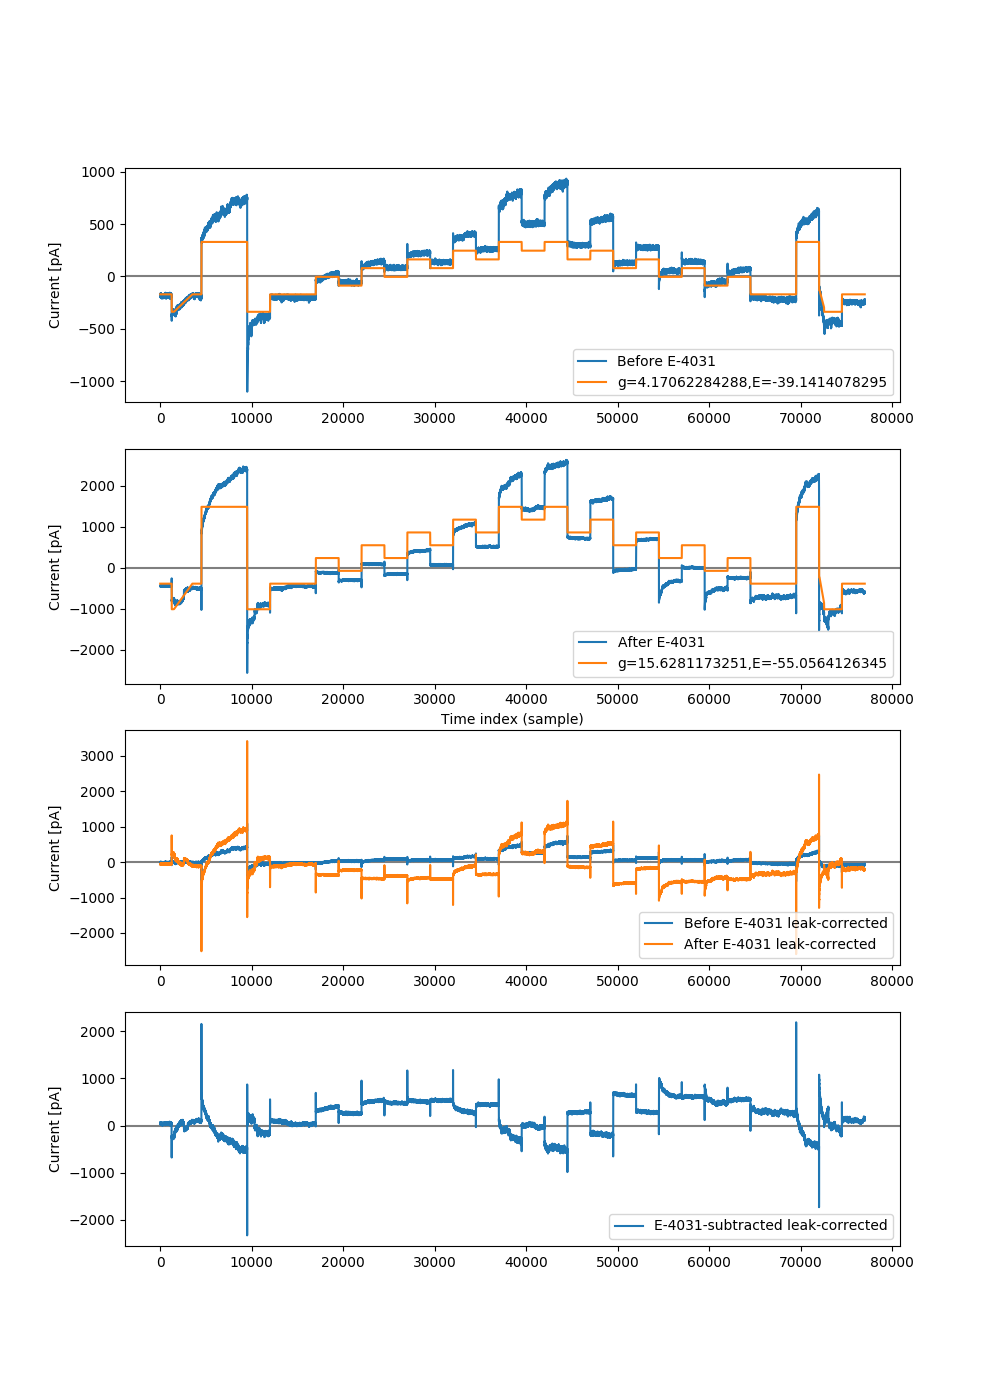 1000
500
0
−500
−1000
Current [pA]
Before E-4031
g=4.17062284288,E=-39.1414078295
0 10000 20000 30000 40000 50000 60000 70000 80000
2000
1000
0
−1000
−2000
Current [pA]
After E-4031
g=15.6281173251,E=-55.0564126345
0 10000 20000 30000 40000 50000 60000 70000 80000
Time index (sample)
3000
2000
1000
0
−1000
−2000
Current [pA]
Before E-4031 leak-corrected
After E-4031 leak-corrected
0 10000 20000 30000 40000 50000 60000 70000 80000
2000
1000
0
−1000
−2000
Current [pA]
E-4031-subtracted leak-corrected
0 10000 20000 30000 40000 50000 60000 70000 80000